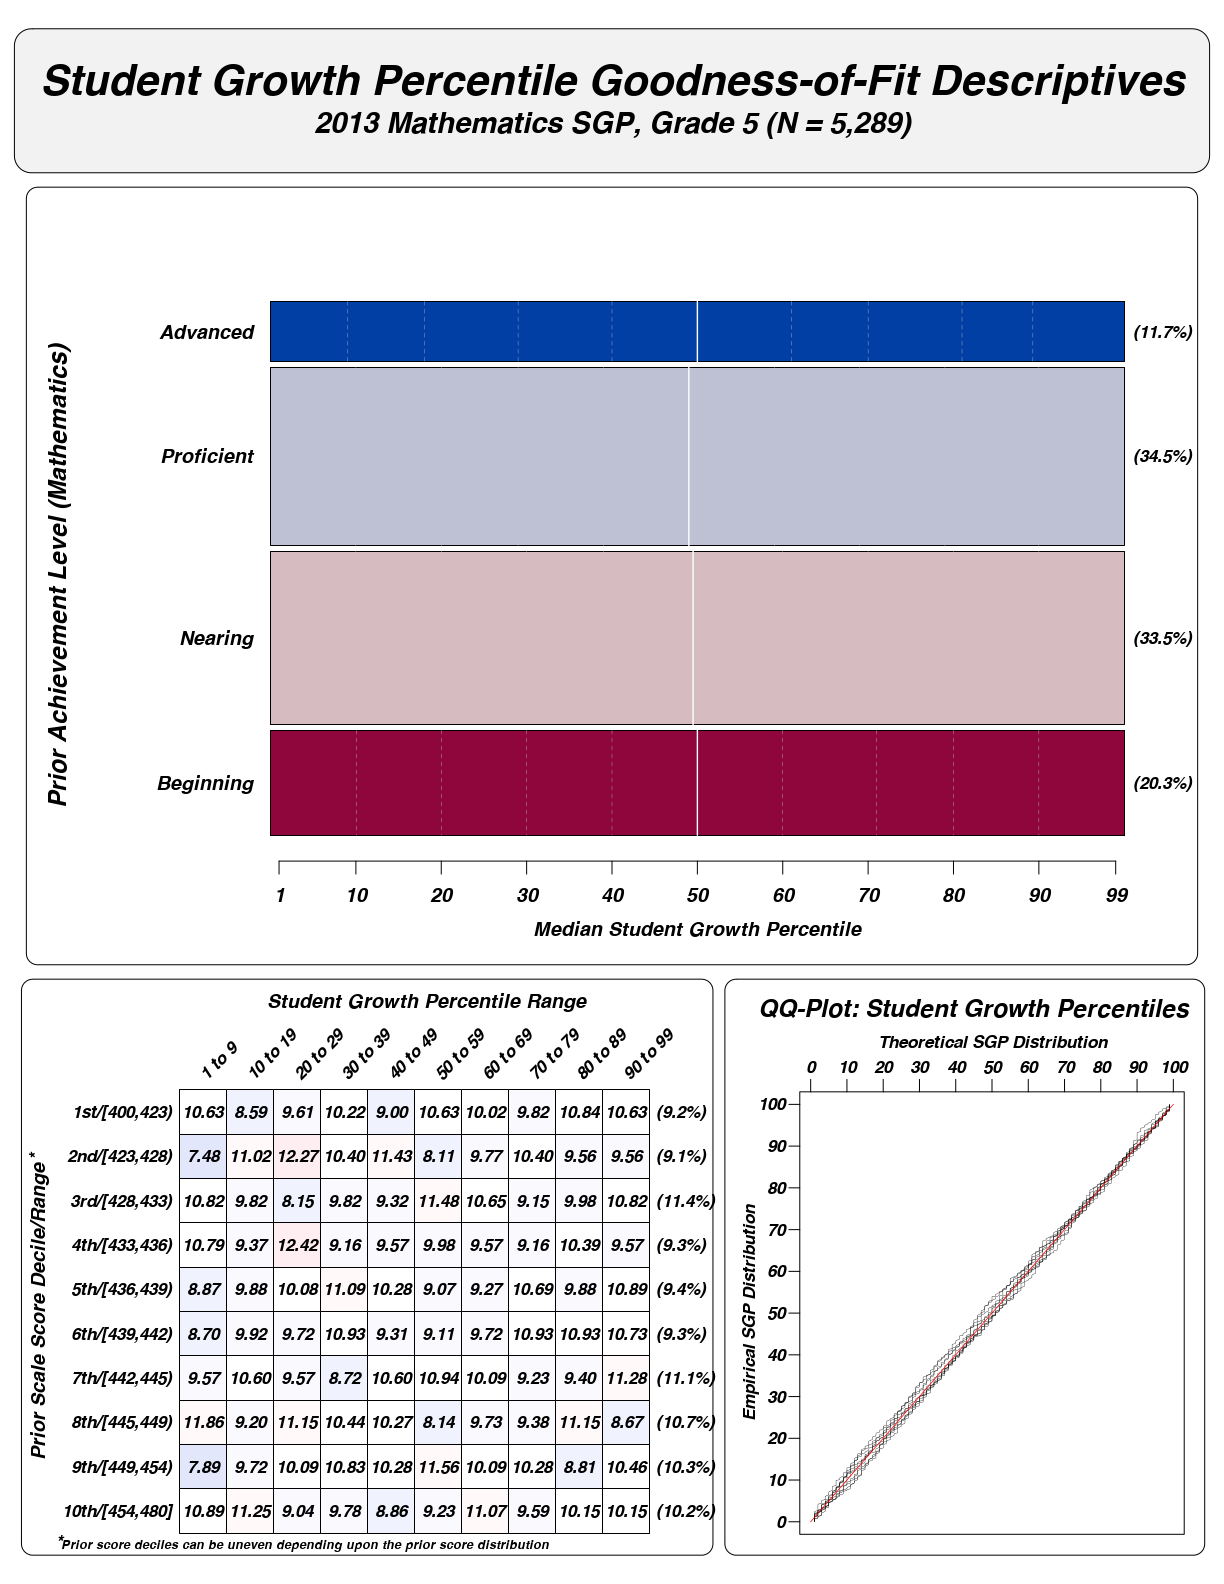 Student Growth Percentile Goodness-of-Fit Descriptives
2013 Mathematics SGP, Grade 5 (N = 5,289)
Prior Achievement Level (Mathematics)
Advanced (11.7%)
Proficient (34.5%)
Nearing (33.5%)
Beginning (20.3%)
1 10 20 30 40 50 60 70 80 90 99
Median Student Growth Percentile
Student Growth Percentile Range
1 to 9 10 to 19 20 to 29 30 to 39 40 to 49 50 to 59 60 to 69 70 to 79 80 to 89 90 to 99
Prior Scale Score Decile/Range*
1st/[400,423) 10.63 8.59 9.61 10.22 9.00 10.63 10.02 9.82 10.84 10.63 (9.2%)
2nd/[423,428) 7.48 11.02 12.27 10.40 11.43 8.11 9.77 10.40 9.56 9.56 (9.1%)
3rd/[428,433) 10.82 9.82 8.15 9.82 9.32 11.48 10.65 9.15 9.98 10.82 (11.4%)
4th/[433,436) 10.79 9.37 12.42 9.16 9.57 9.98 9.57 9.16 10.39 9.57 (9.3%)
5th/[436,439) 8.87 9.88 10.08 11.09 10.28 9.07 9.27 10.69 9.88 10.89 (9.4%)
6th/[439,442) 8.70 9.92 9.72 10.93 9.31 9.11 9.72 10.93 10.93 10.73 (9.3%)
7th/[442,445) 9.57 10.60 9.57 8.72 10.60 10.94 10.09 9.23 9.40 11.28 (11.1%)
8th/[445,449) 11.86 9.20 11.15 10.44 10.27 8.14 9.73 9.38 11.15 8.67 (10.7%)
9th/[449,454) 7.89 9.72 10.09 10.83 10.28 11.56 10.09 10.28 8.81 10.46 (10.3%)
10th/[454,480] 10.89 11.25 9.04 9.78 8.86 9.23 11.07 9.59 10.15 10.15 (10.2%)
*Prior score deciles can be uneven depending upon the prior score distribution
QQ-Plot: Student Growth Percentiles
Theoretical SGP Distribution
0 10 20 30 40 50 60 70 80 90 100
Empirical SGP Distribution
100
90
80
70
60
50
40
30
20
10
0